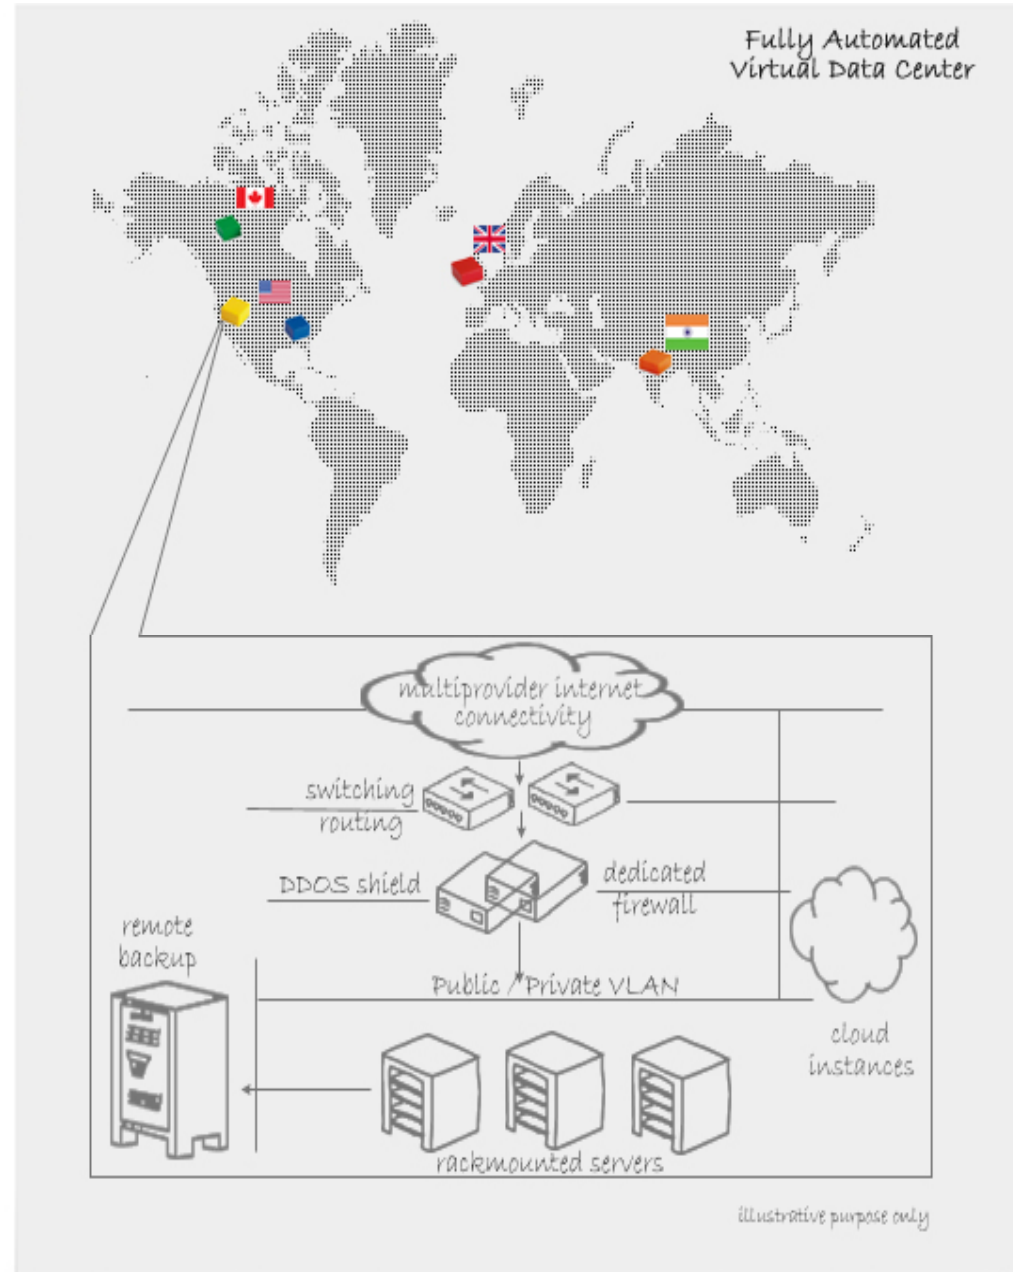 Fully Automated
Virtual Data Center
multiprovider internet
connectivity
switching
routing
DDOS shield
dedicated
firewall
remote
backup
Public / Private VLAN
cloud
instances
rackmounted servers
illustrative purpose only